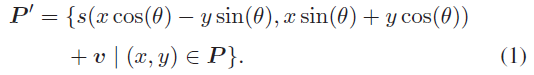 P′ = {s(x cos(θ) − y sin(θ), x sin(θ) + y cos(θ))
+ v | (x, y) ∈ P}. (1)